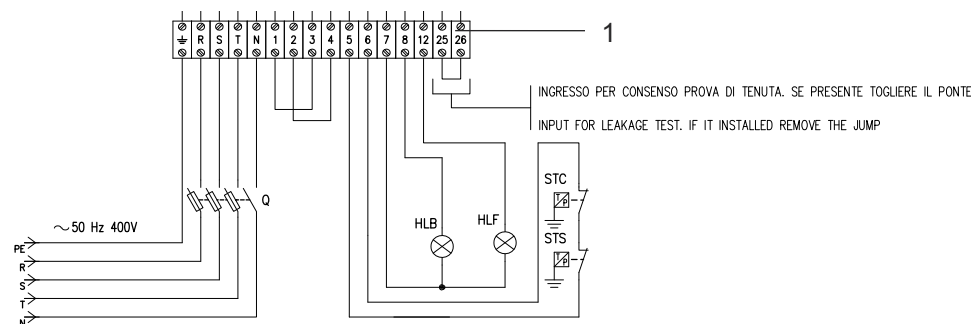 R S T N 1 2 3 4 5 6 7 8 12 25 26
1
INGRESSO PER CONSENSO PROVA DI TENUTA. SE PRESENTE TOGLIERE IL PONTE
INPUT FOR LEAKAGE TEST. IF IT INSTALLED REMOVE THE JUMP
STC
T/P
Q
HLB
HLF
STS
T/P
~50 Hz 400V
PE
R
S
T
N